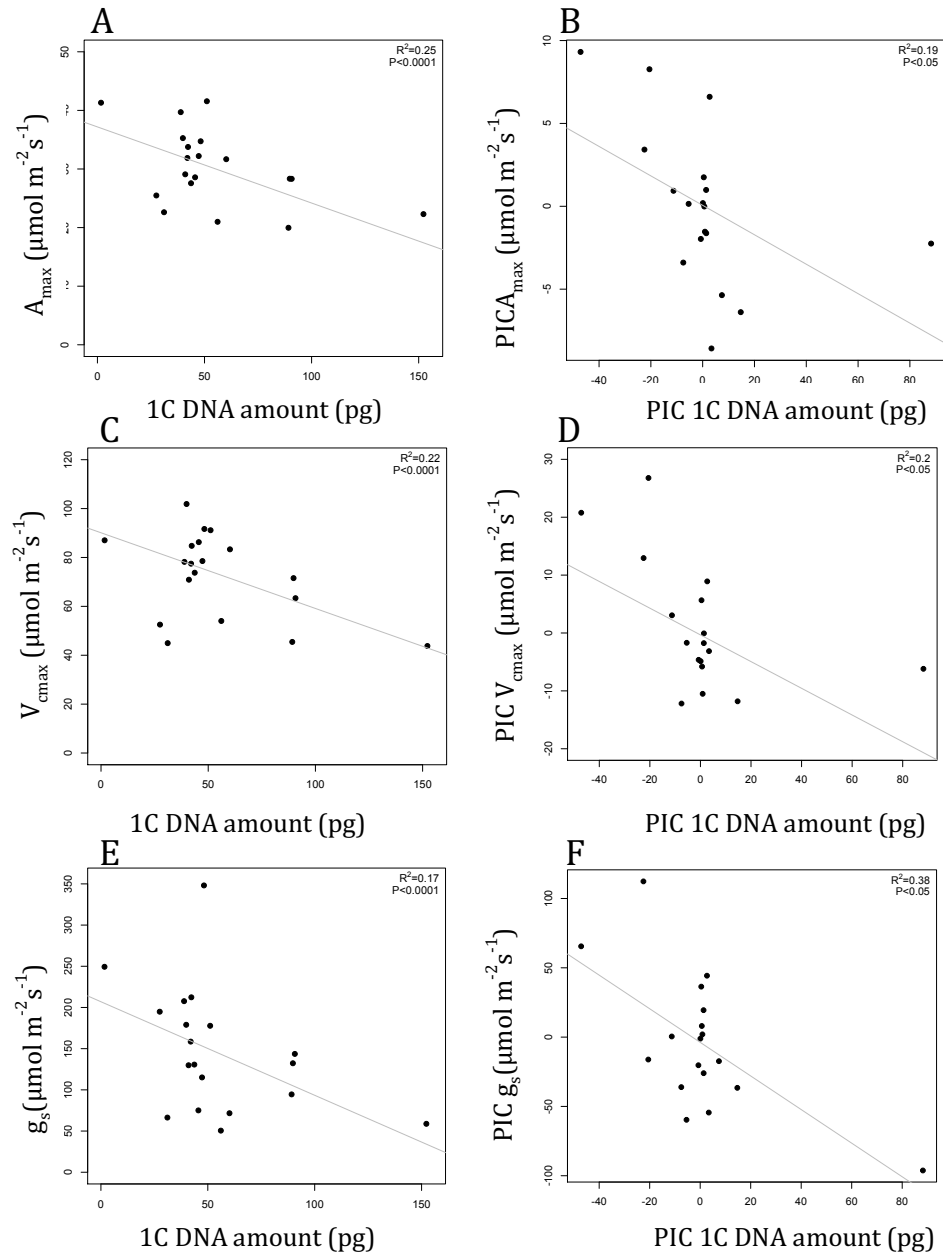 A
R²=0.25
P<0.0001
A_max (μmol m⁻² s⁻¹)
0
20
30
40
50
0
50
100
150
1C DNA amount (pg)
B
R²=0.19
P<0.05
PICA_max (μmol m⁻² s⁻¹)
-5
0
5
10
-40
-20
0
20
40
60
80
PIC 1C DNA amount (pg)
C
R²=0.22
P<0.0001
V_cmax (μmol m⁻² s⁻¹)
0
20
40
60
80
100
120
0
50
100
150
1C DNA amount (pg)
D
R²=0.2
P<0.05
PIC V_cmax (μmol m⁻² s⁻¹)
-20
-10
0
10
20
30
-40
-20
0
20
40
60
80
PIC 1C DNA amount (pg)
E
R²=0.17
P<0.0001
g_s(μmol m⁻² s⁻¹)
0
50
100
150
200
250
300
350
0
50
100
150
1C DNA amount (pg)
F
R²=0.38
P<0.05
PIC g_s(μmol m⁻² s⁻¹)
-100
-50
0
50
100
-40
-20
0
20
40
60
80
PIC 1C DNA amount (pg)